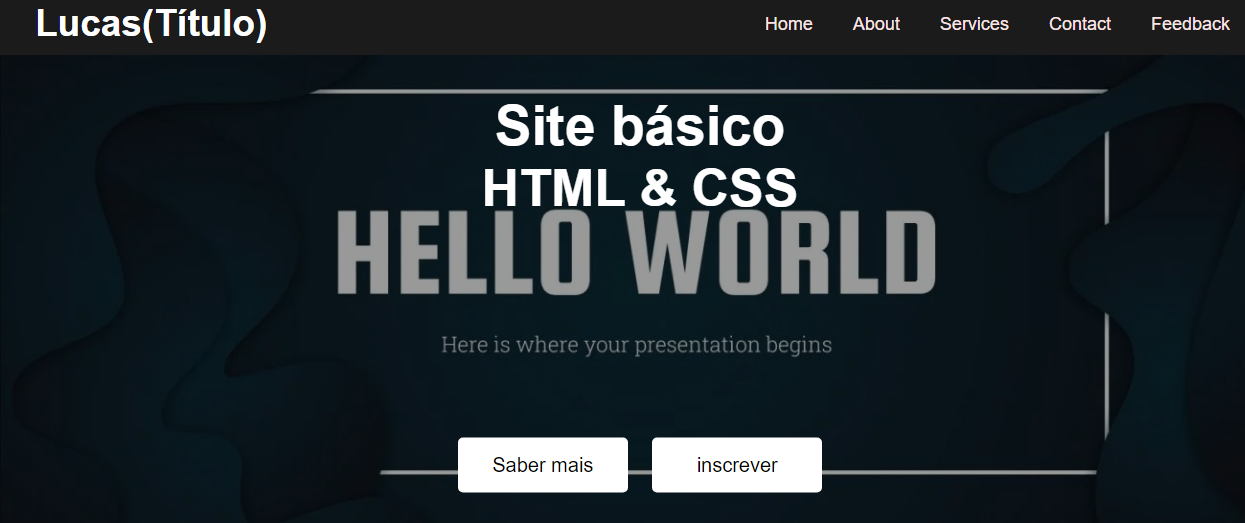 Lucas(Título)
Home About Services Contact Feedback
Site básico
HTML & CSS
HELLO WORLD
Here is where your presentation begins
Saber mais inscrever